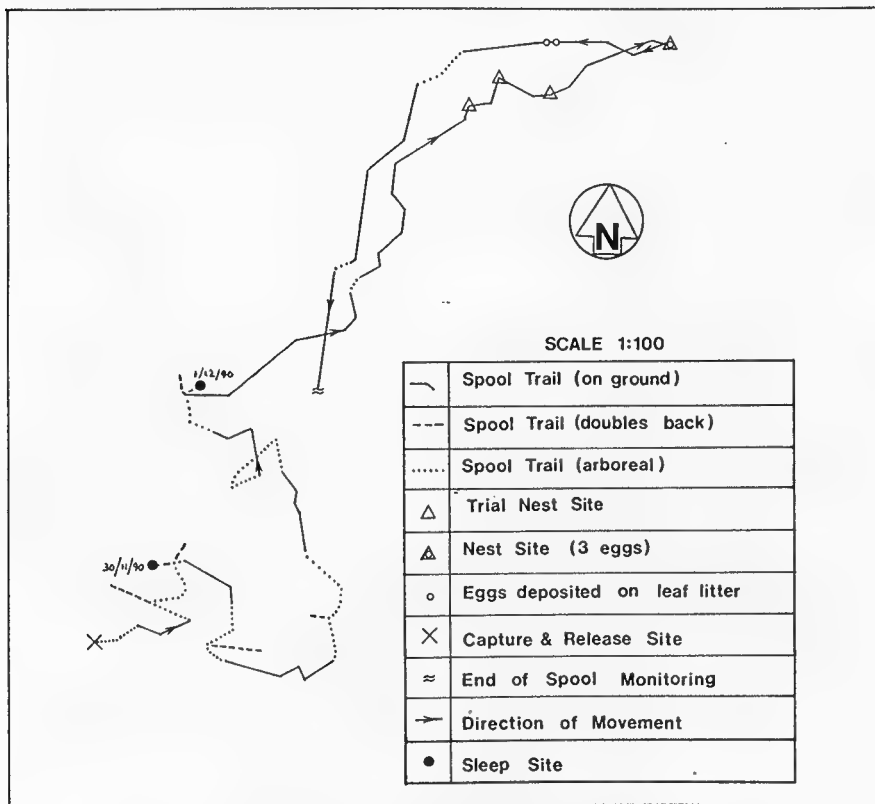 N
1/12/90
30/11/90
SCALE 1:100
Spool Trail (on ground)
Spool Trail (doubles back)
Spool Trail (arboreal)
Trial Nest Site
Nest Site (3 eggs)
Eggs deposited on leaf litter
Capture & Release Site
End of Spool Monitoring
Direction of Movement
Sleep Site